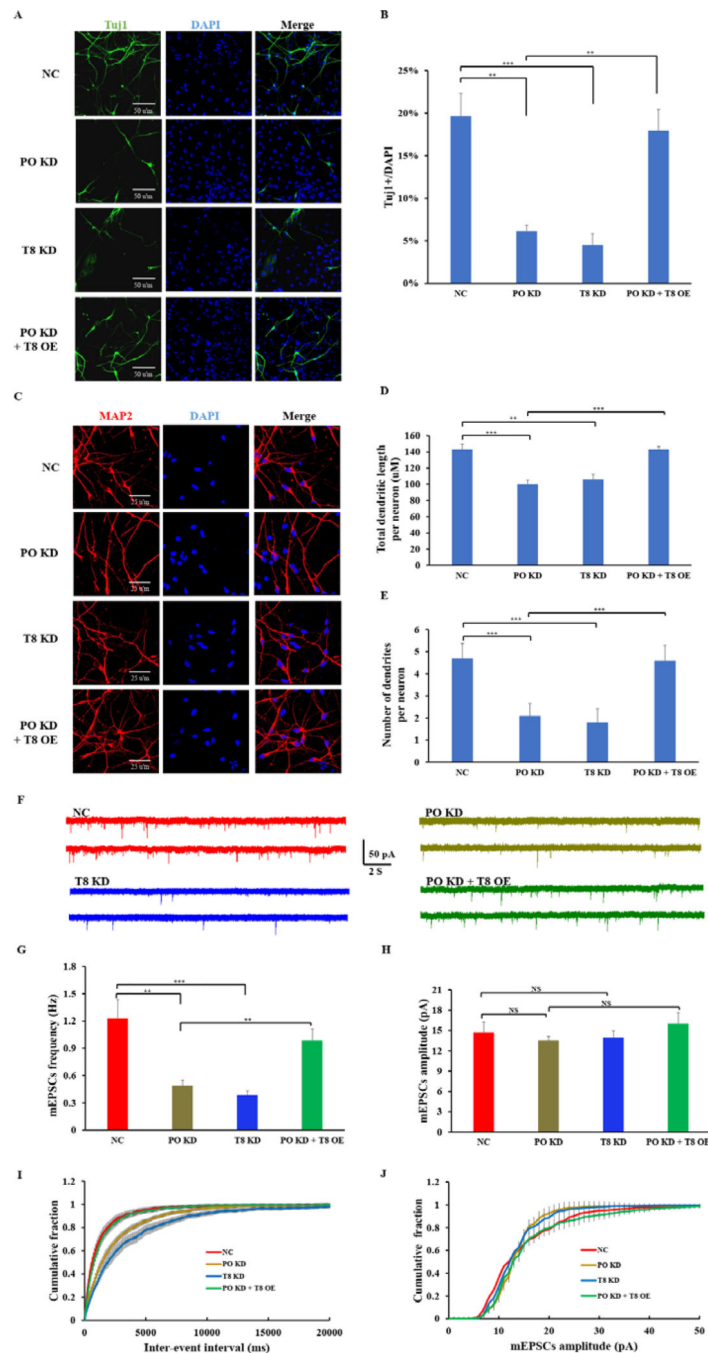 A
Tuj1 DAPI Merge
NC
50 u/m
PO KD
50 u/m
T8 KD
50 u/m
PO KD
+ T8 OE
50 u/m
B
Tuj1+/DAPI
25%
20%
15%
10%
5%
0%
** *** **
NC PO KD T8 KD PO KD + T8 OE
C
MAP2 DAPI Merge
NC
25 u/m
PO KD
25 u/m
T8 KD
25 u/m
PO KD
+ T8 OE
25 u/m
D
Total dendritic length
per neuron (uM)
160
140
120
100
80
60
40
20
0
*** ** ***
NC PO KD T8 KD PO KD + T8 OE
E
Number of dendrites
per neuron
6
5
4
3
2
1
0
*** *** ***
NC PO KD T8 KD PO KD + T8 OE
F
NC
T8 KD
50 pA
2 S
PO KD
PO KD + T8 OE
G
mEPSCs frequency (Hz)
1.5
1.2
0.9
0.6
0.3
0
** *** **
NC PO KD T8 KD PO KD + T8 OE
H
mEPSCs amplitude (pA)
21
18
15
12
9
6
3
0
NS NS NS
NC PO KD T8 KD PO KD + T8 OE
I
Cumulative fraction
1.2
1
0.8
0.6
0.4
0.2
0
NC
PO KD
T8 KD
PO KD + T8 OE
0 5000 10000 15000 20000
Inter-event interval (ms)
J
Cumulative fraction
1.2
1
0.8
0.6
0.4
0.2
0
NC
PO KD
T8 KD
PO KD + T8 OE
0 10 20 30 40 50
mEPSCs amplitude (pA)